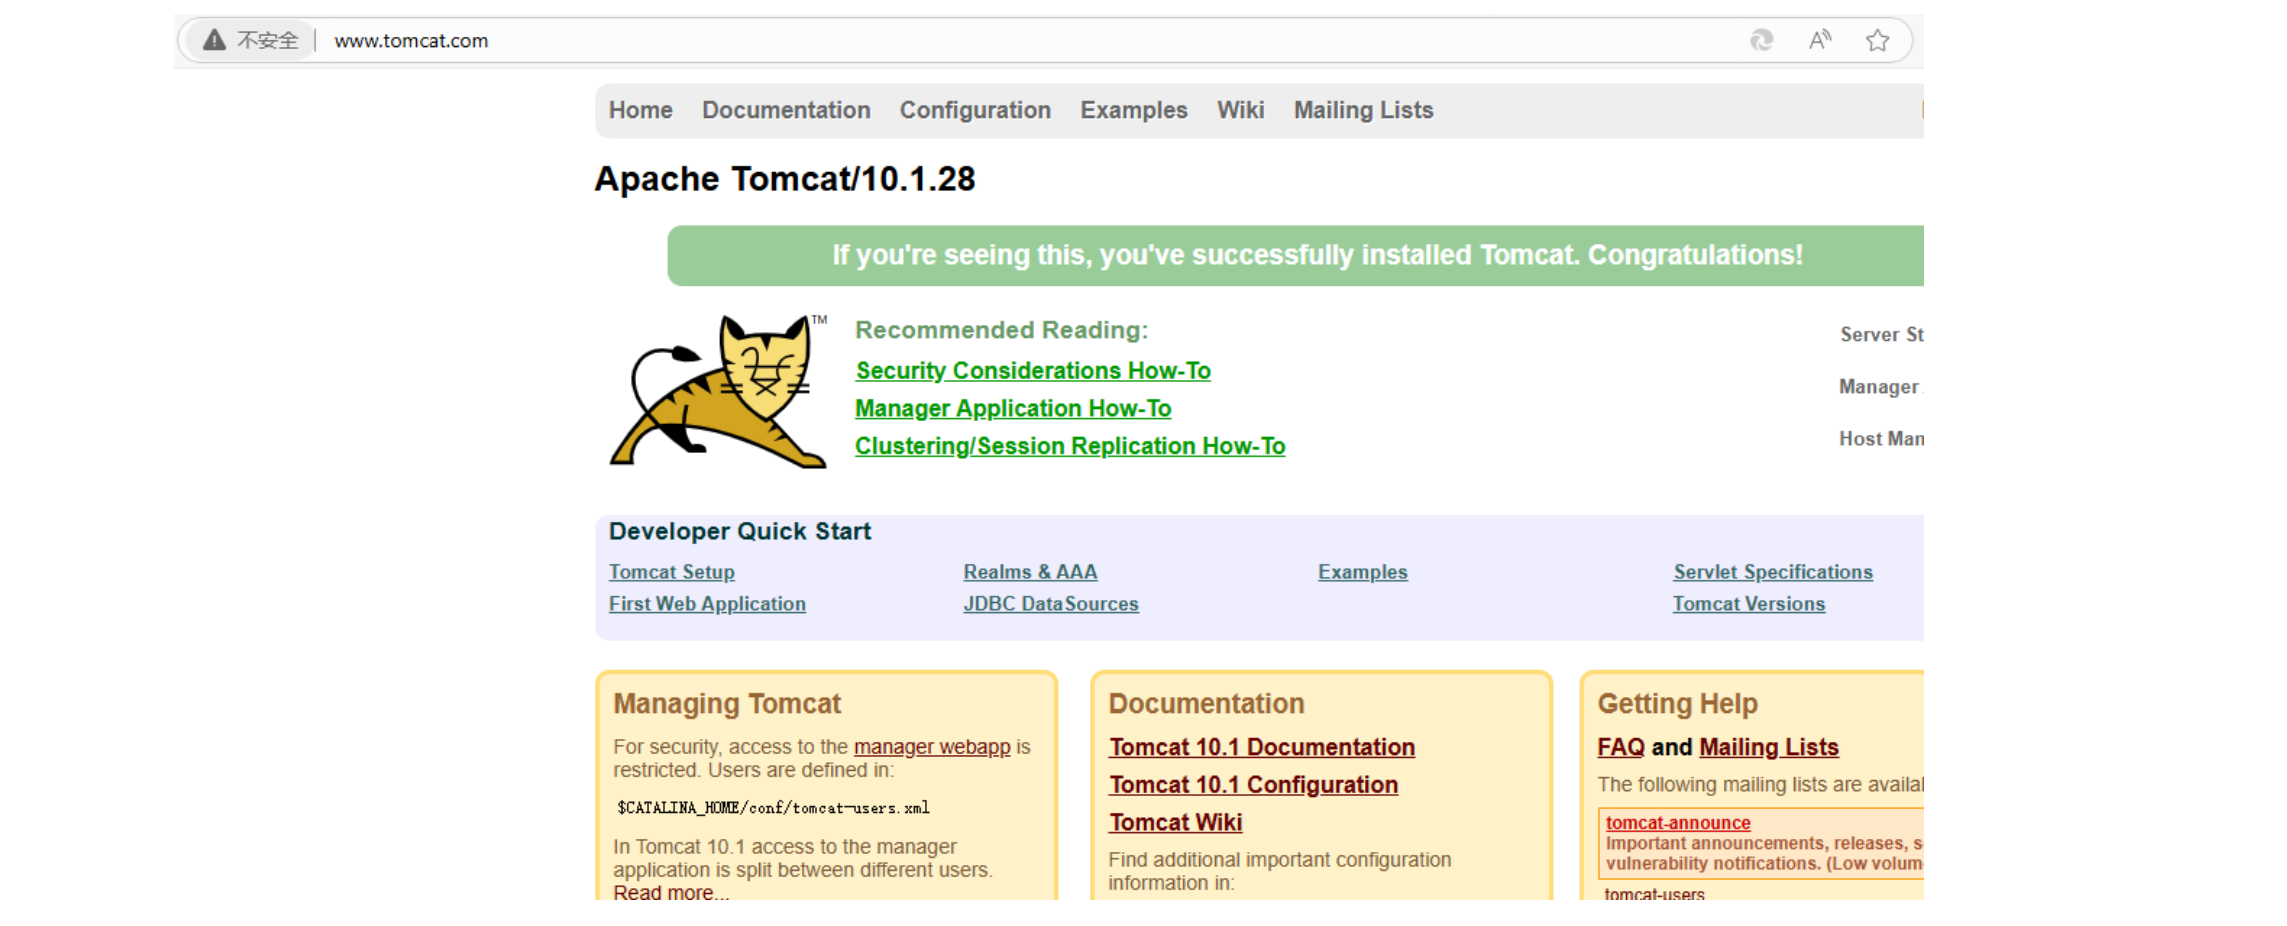 不安全 www.tomcat.com
Home Documentation Configuration Examples Wiki Mailing Lists
Apache Tomcat/10.1.28
If you're seeing this, you've successfully installed Tomcat. Congratulations!
TM
Recommended Reading:
Security Considerations How-To
Manager Application How-To
Clustering/Session Replication How-To
Server St
Manager
Host Man
Developer Quick Start
Tomcat Setup Realms & AAA Examples Servlet Specifications
First Web Application JDBC DataSources Tomcat Versions
Managing Tomcat
For security, access to the manager webapp is
restricted. Users are defined in:
$CATALINA_HOME/conf/tomcat-users.xml
In Tomcat 10.1 access to the manager
application is split between different users.
Read more...
Documentation
Tomcat 10.1 Documentation
Tomcat 10.1 Configuration
Tomcat Wiki
Find additional important configuration
information in:
Getting Help
FAQ and Mailing Lists
The following mailing lists are availa
tomcat-announce
Important announcements, releases, s
vulnerability notifications. (Low volum
tomcat-users